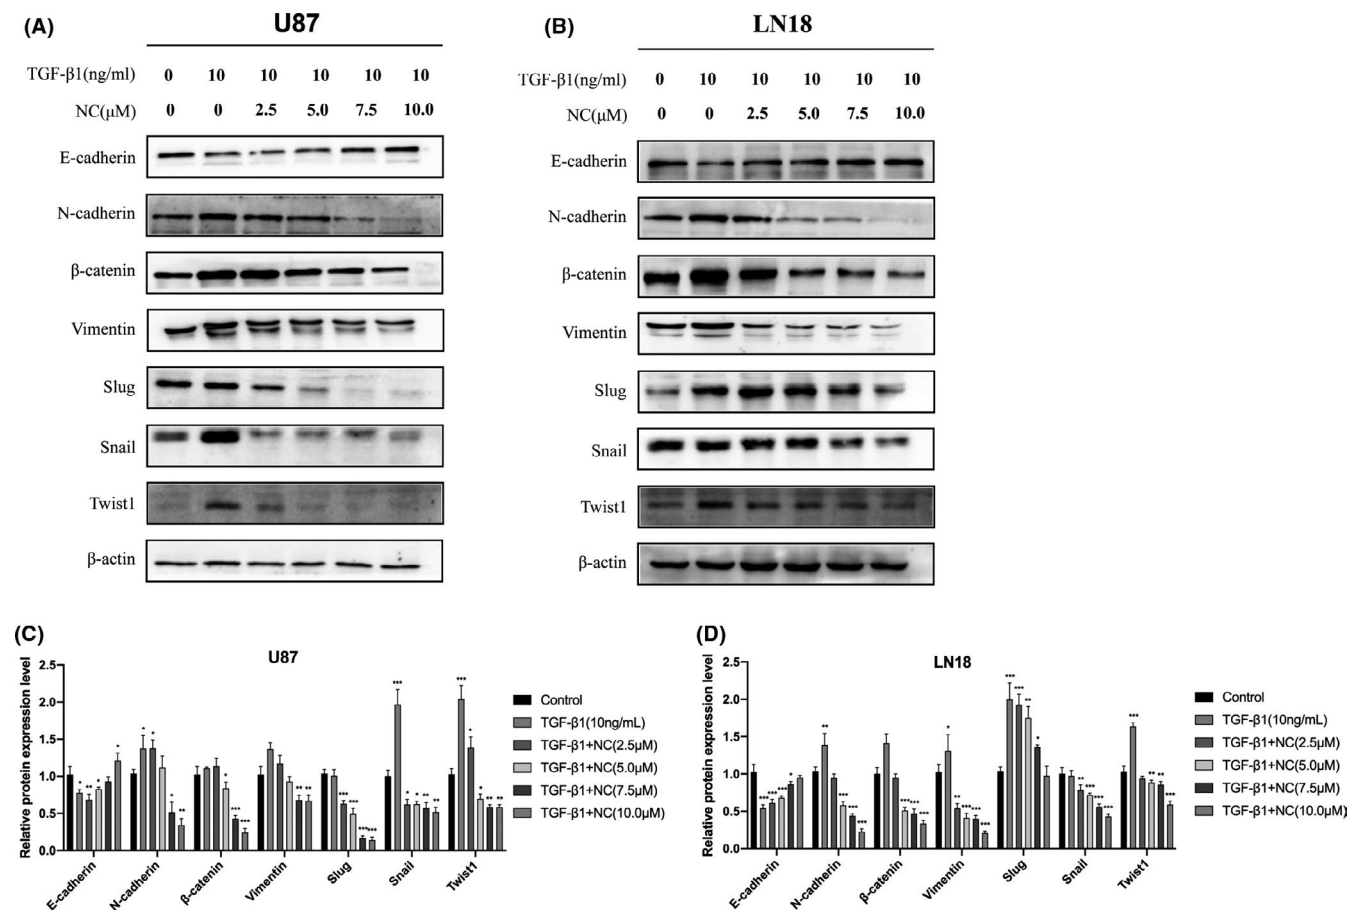 (A) U87
TGF-β1(ng/ml) 0 10 10 10 10 10
NC(μM) 0 0 2.5 5.0 7.5 10.0
E-cadherin
N-cadherin
β-catenin
Vimentin
Slug
Snail
Twist1
β-actin
(B) LN18
TGF-β1(ng/ml) 0 10 10 10 10 10
NC(μM) 0 0 2.5 5.0 7.5 10.0
E-cadherin
N-cadherin
β-catenin
Vimentin
Slug
Snail
Twist1
β-actin
(C)
U87
Relative protein expression level
2.5
2.0
1.5
1.0
0.5
0.0
* ** * *
* * * **
* *** ***
** **
*** *** *** ***
*** * * ** **
*** * * ** **
E-cadherin
N-cadherin
β-catenin
Vimentin
Slug
Snail
Twist1
Control
TGF-β1(10ng/mL)
TGF-β1+NC(2.5μM)
TGF-β1+NC(5.0μM)
TGF-β1+NC(7.5μM)
TGF-β1+NC(10.0μM)
(D)
LN18
Relative protein expression level
2.5
2.0
1.5
1.0
0.5
0.0
*** *** *** *
** *** *** ***
*** *** ***
* ** *** *** ***
*** *** ** *
** *** *** ***
*** ** ** ***
E-cadherin
N-cadherin
β-catenin
Vimentin
Slug
Snail
Twist1
Control
TGF-β1(10ng/mL)
TGF-β1+NC(2.5μM)
TGF-β1+NC(5.0μM)
TGF-β1+NC(7.5μM)
TGF-β1+NC(10.0μM)